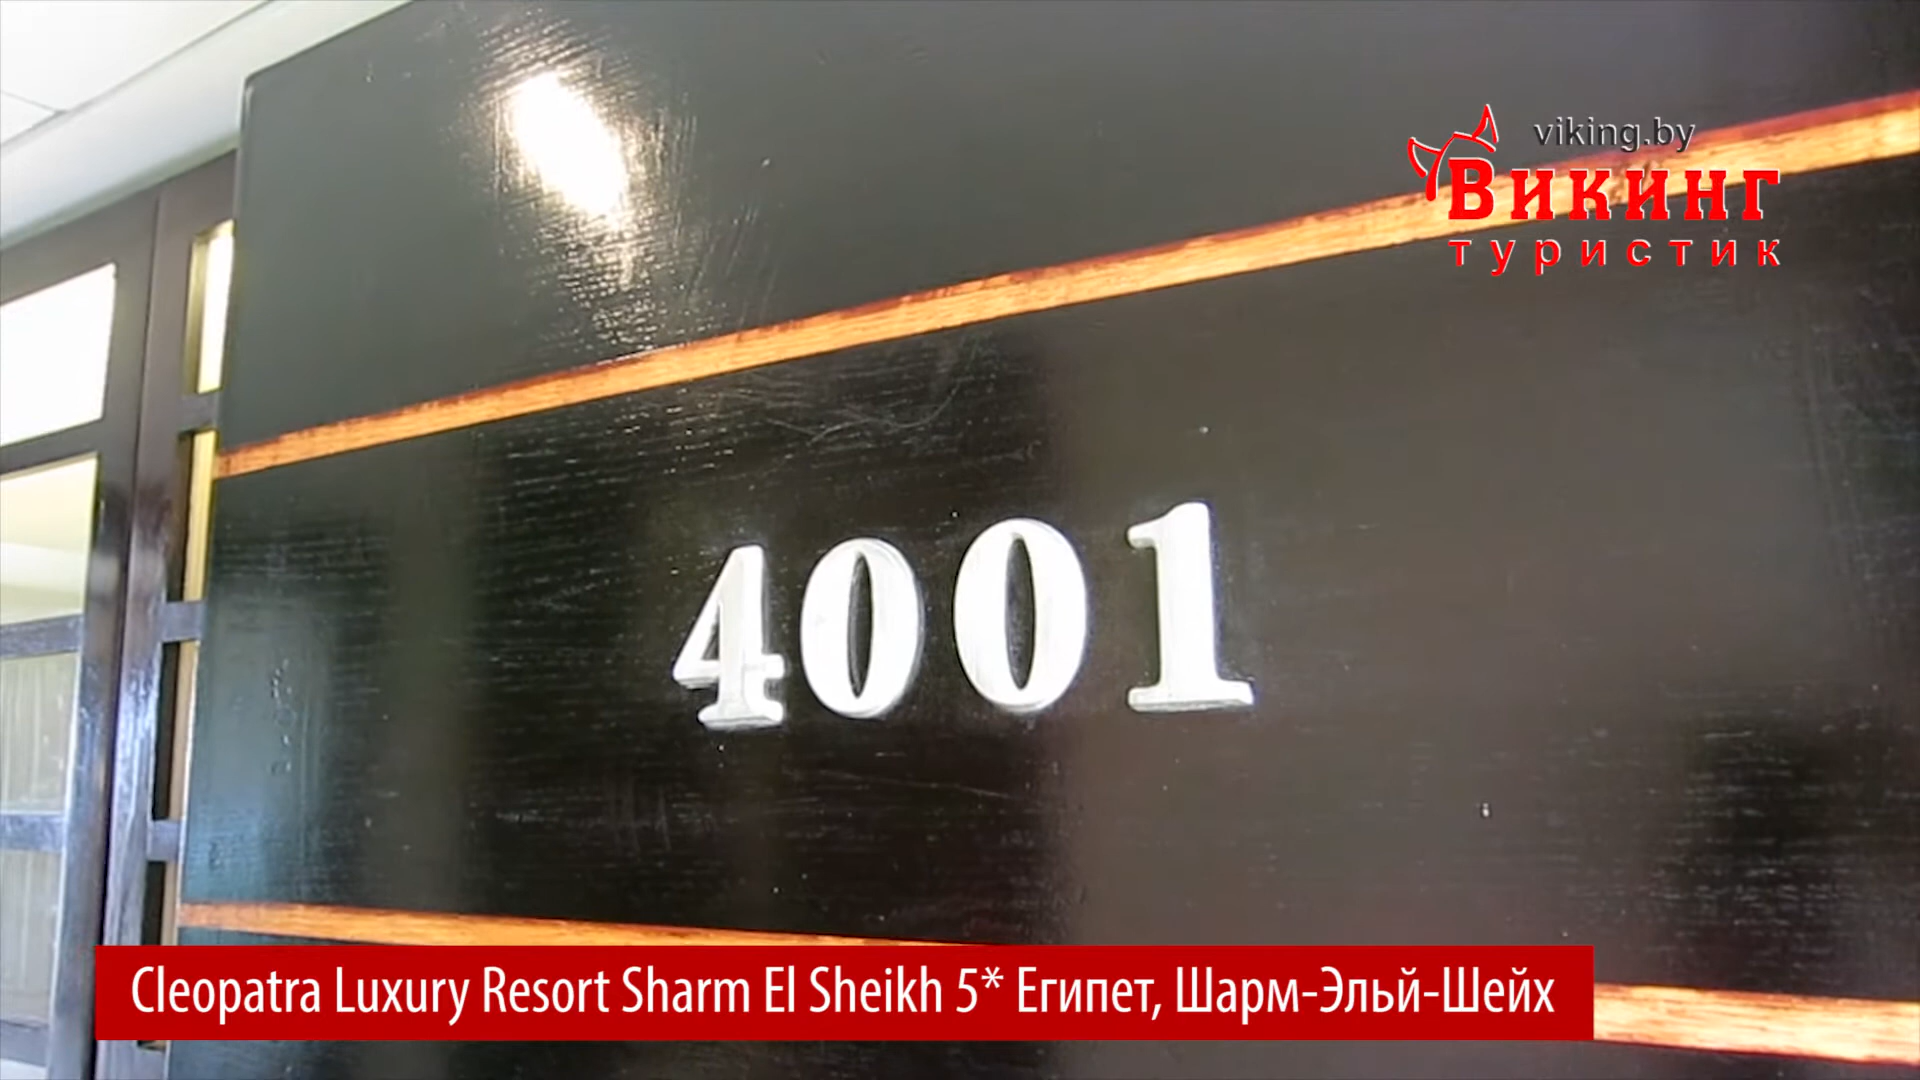 viking.by
Викинг
туристик
4001
Cleopatra Luxury Resort Sharm El Sheikh 5* Египет, Шарм-Эльй-Шейх